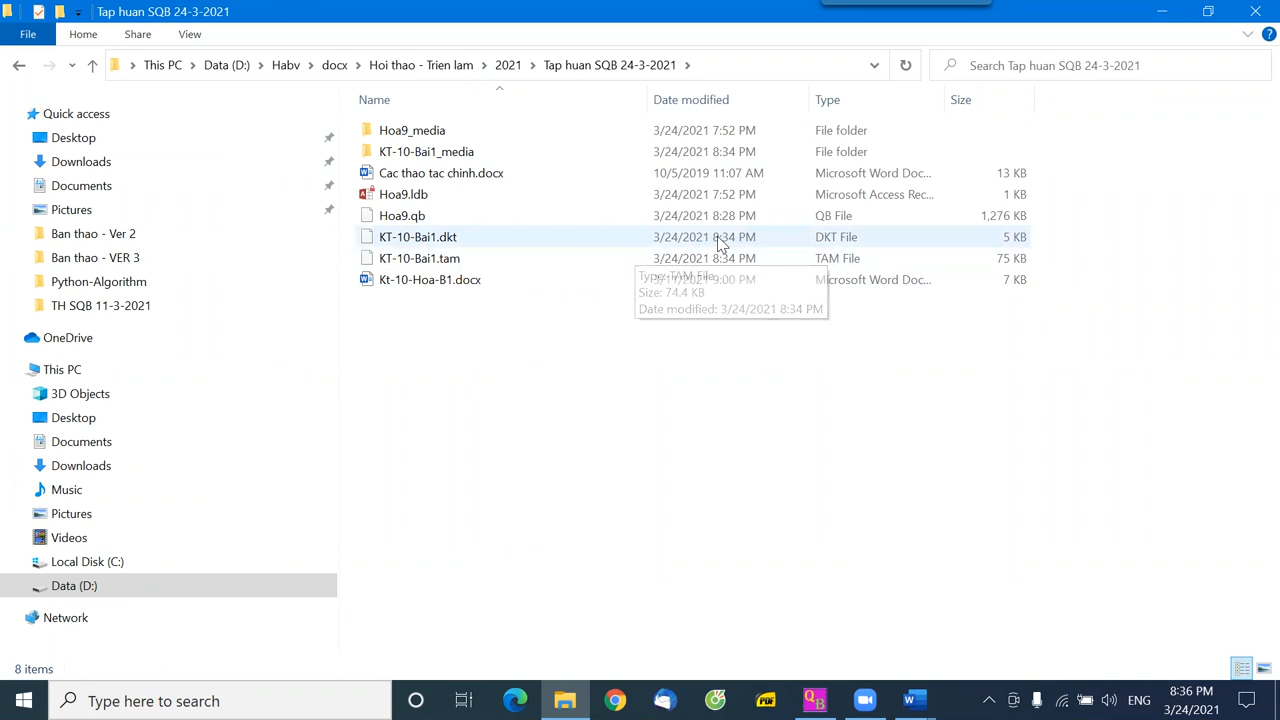 Tap huan SQB 24-3-2021
File Home Share View
This PC Data (D:) Habv docx Hoi thao - Trien lam 2021 Tap huan SQB 24-3-2021 Search Tap huan SQB 24-3-2021
Name Date modified Type Size
Quick access
Desktop
Downloads
Documents
Pictures
Ban thao - Ver 2
Ban thao - VER 3
Python-Algorithm
TH SQB 11-3-2021
OneDrive
This PC
3D Objects
Desktop
Documents
Downloads
Music
Pictures
Videos
Local Disk (C:)
Data (D:)
Network
Hoa9_media 3/24/2021 7:52 PM File folder
KT-10-Bai1_media 3/24/2021 8:34 PM File folder
Cac thao tac chinh.docx 10/5/2019 11:07 AM Microsoft Word Doc... 13 KB
Hoa9.ldb 3/24/2021 7:52 PM Microsoft Access Rec... 1 KB
Hoa9.qb 3/24/2021 8:28 PM QB File 1,276 KB
KT-10-Bai1.dkt 3/24/2021 8:34 PM DKT File 5 KB
KT-10-Bai1.tam 3/24/2021 8:34 PM TAM File 75 KB
Kt-10-Hoa-B1.docx 9:00 PM Microsoft Word Doc... 7 KB
Type: TAM File
Size: 74.4 KB
Date modified: 3/24/2021 8:34 PM
8 items
Type here to search
PDF
QB
ENG
8:36 PM
3/24/2021